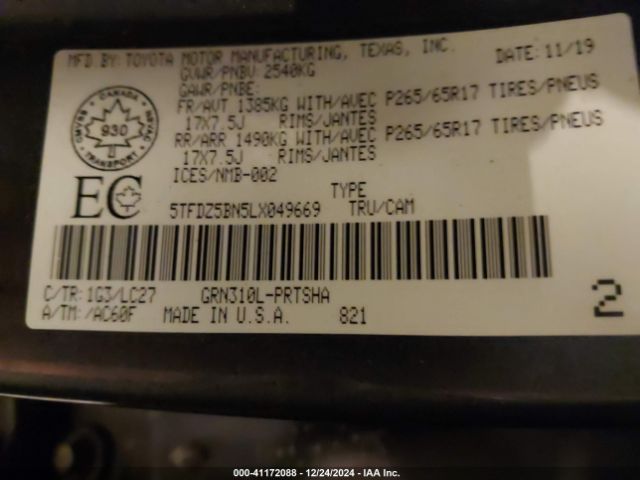 MFD BY: TOYOTA MOTOR MANUFACTURING, TEXAS, INC. DATE: 11/19
GVWR/PNBV: 2540KG
GAWR/PNBE:
FR/AVT 1385KG WITH/AVEC P265/65R17 TIRES/PNEUS
17X7.5J RIMS/JANTES
RR/ARR 1490KG WITH/AVEC P265/65R17 TIRES/PNEUS
17X7.5J RIMS/JANTES
CANADA
930
TRANSPORT
ICES/NMB-002
EC
TYPE
5TFDZ5BN5LX049669 TRU/CAM
C/TR: 1G3/LC27 GRN310L-PRTSHA
A/TM: /AC60F MADE IN U.S.A. 821
2
000-41172088 - 12/24/2024 - IAA Inc.